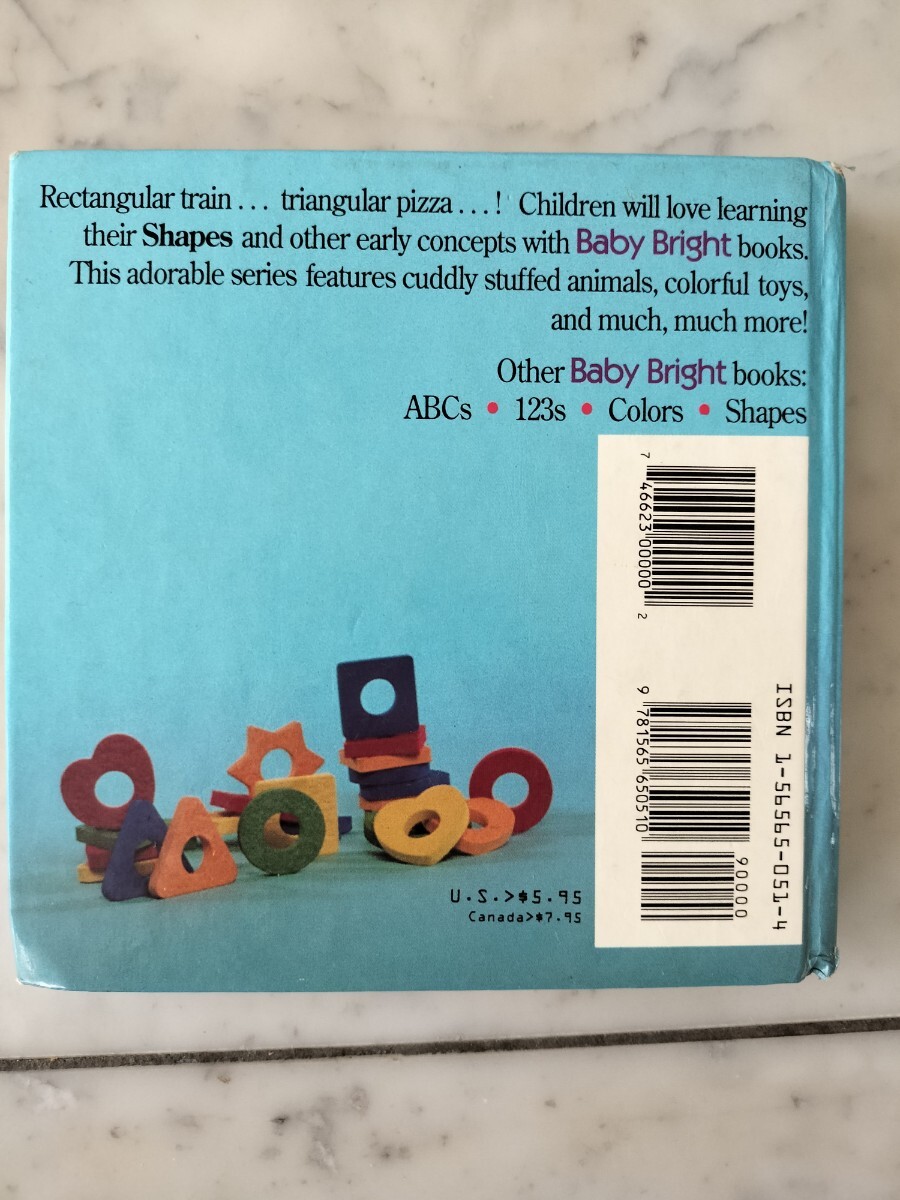 Rectangular train . . . triangular pizza . . . ! Children will love learning
their Shapes and other early concepts with Baby Bright books.
This adorable series features cuddly stuffed animals, colorful toys,
and much, much more!
Other Baby Bright books:
ABCs • 123s • Colors • Shapes
7 46623 00000 2
ISBN 1-56565-051-4
9 781565 650510
90000
U.S.>$5.95
Canada>$7.95